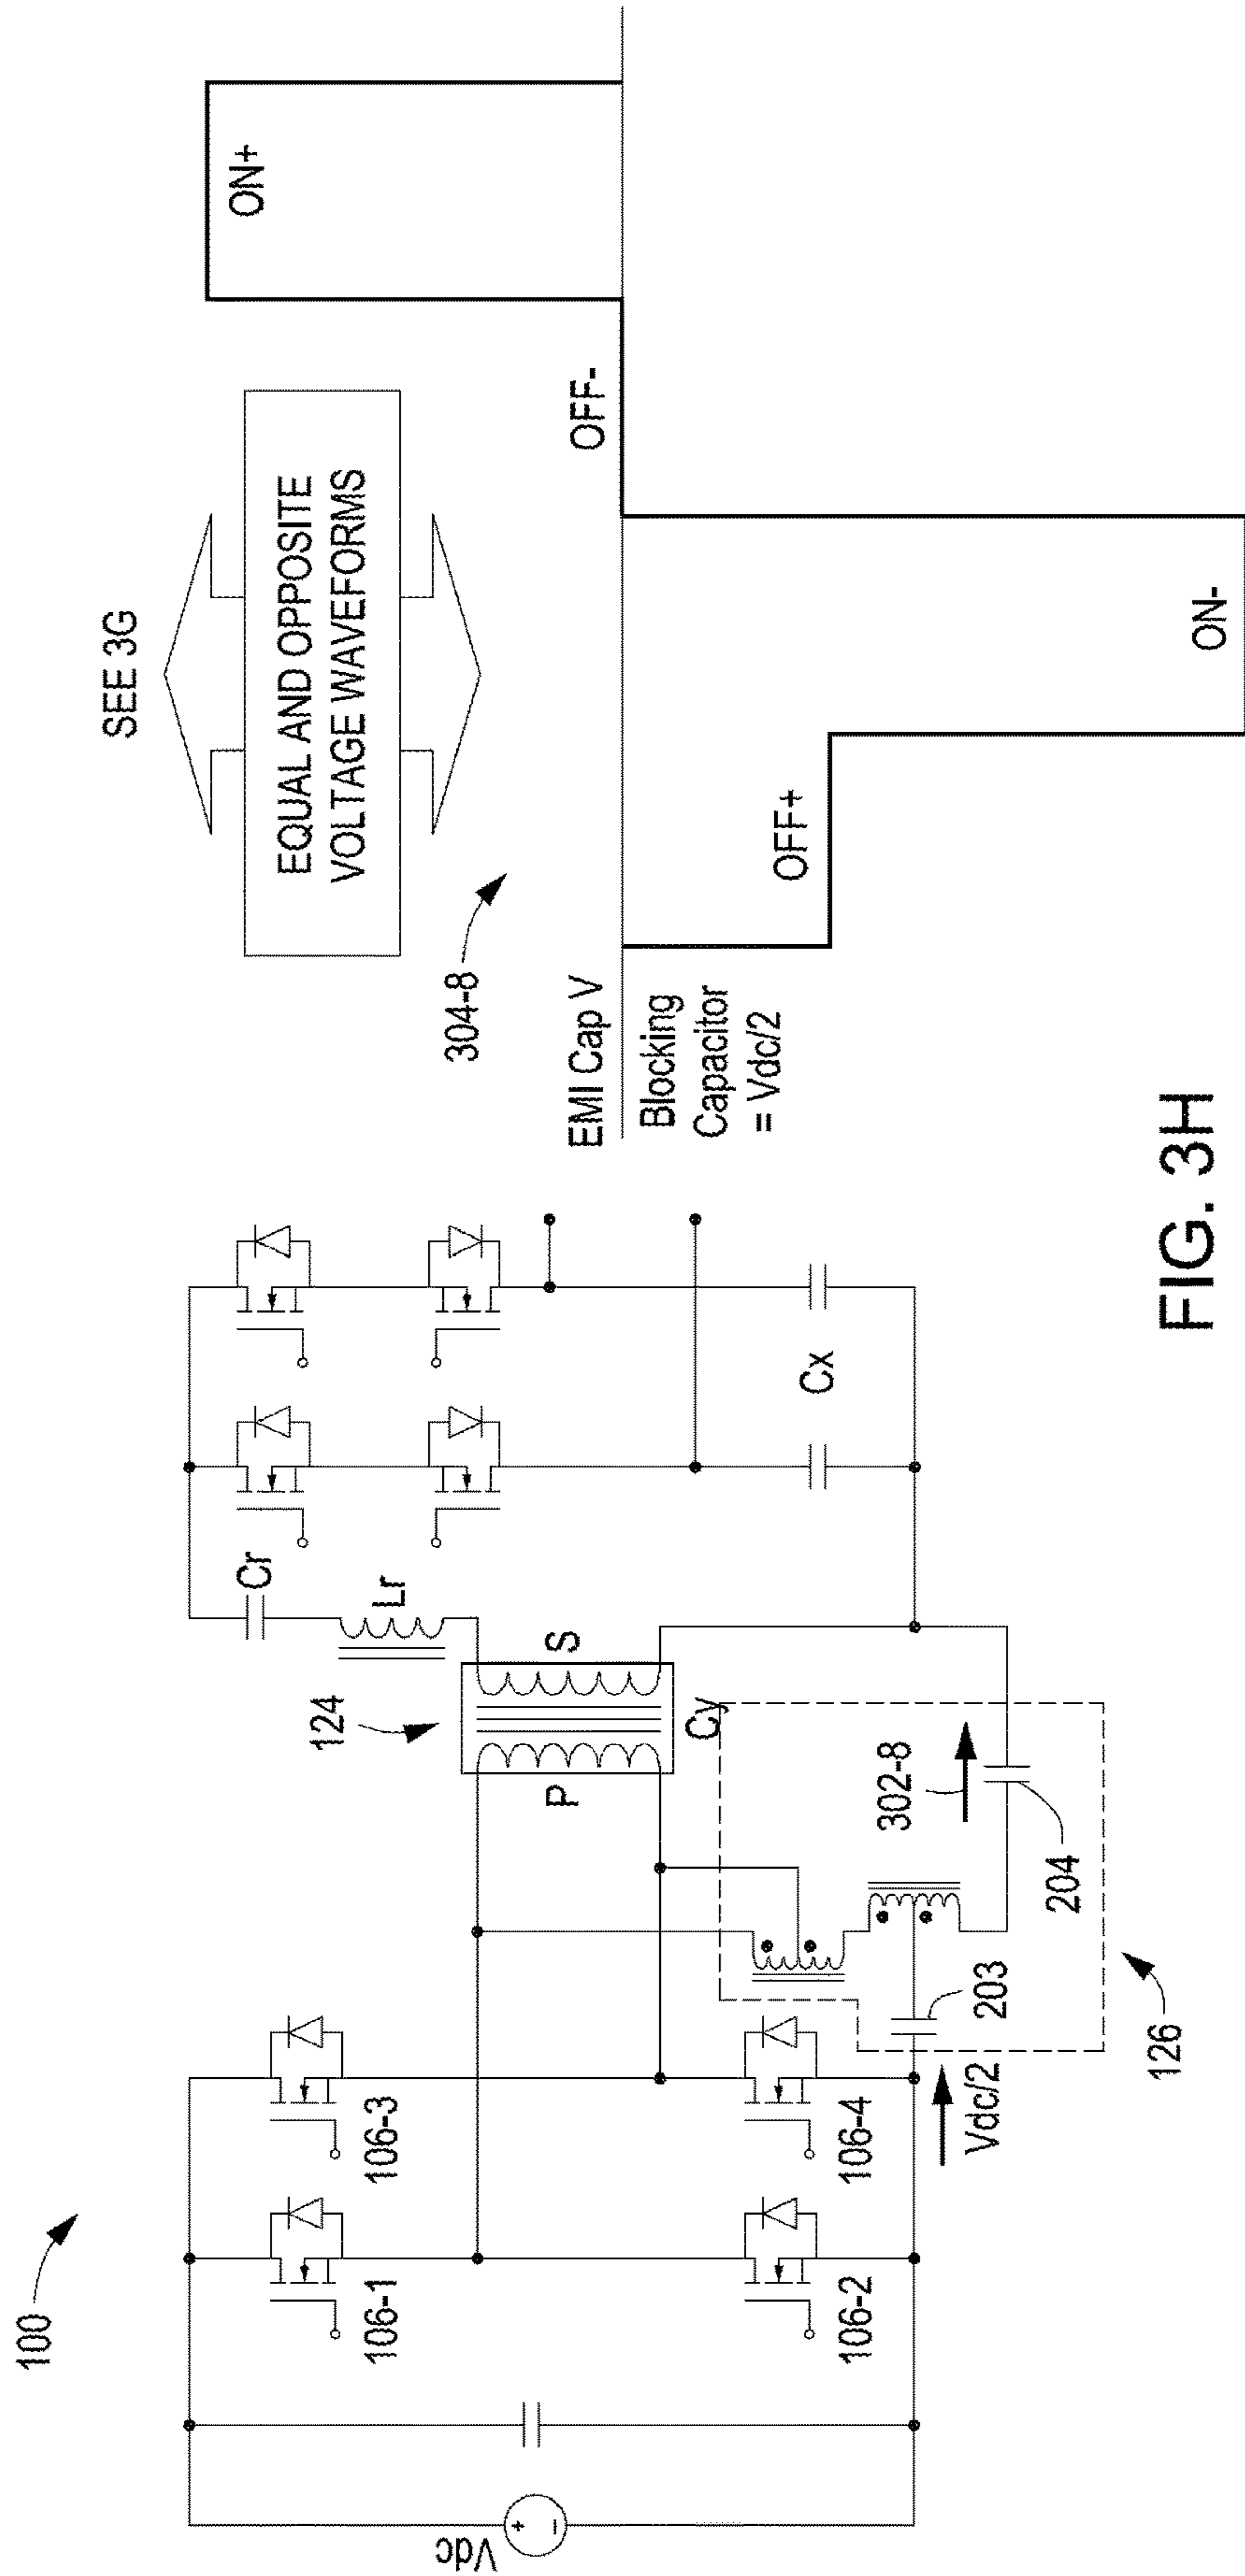 100
Vdc
+
-
106-1
106-3
106-2
106-4
124
P
S
Cr
Lr
Cy
Cx
302-8
204
203
126
Vdc/2
SEE 3G
EQUAL AND OPPOSITE
VOLTAGE WAVEFORMS
304-8
EMI Cap V
Blocking
Capacitor
= Vdc/2
OFF+
ON-
OFF-
ON+
FIG. 3H